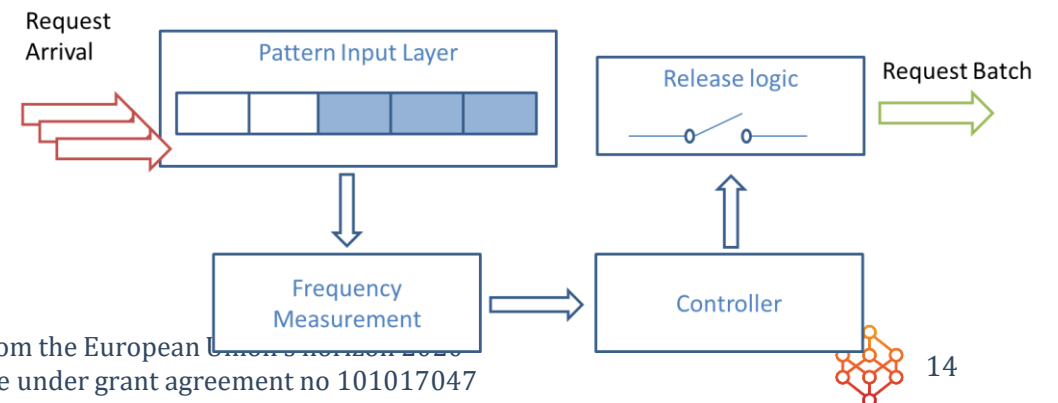 Request
Arrival
Pattern Input Layer
Release logic
Request Batch
Frequency
Measurement
Controller
om the European
e under grant agreement no 101017047
14